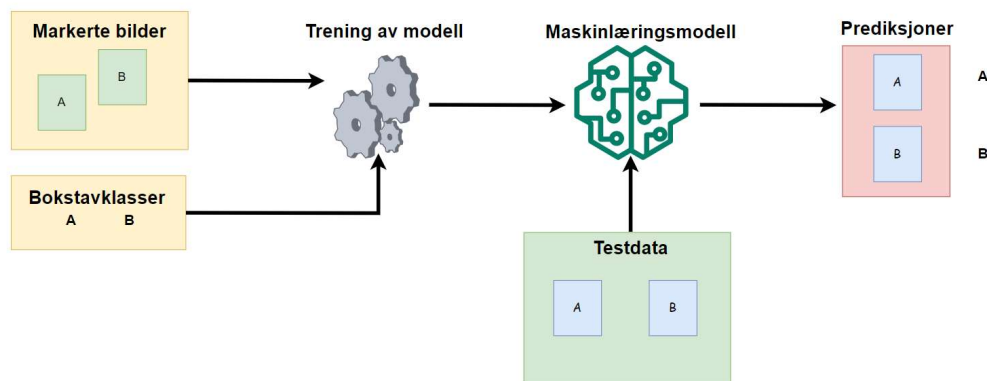 Markerte bilder
B
A
Bokstavklasser
A B
Trening av modell
Maskinlæringsmodell
Testdata
A B
Prediksjoner
A A
B B